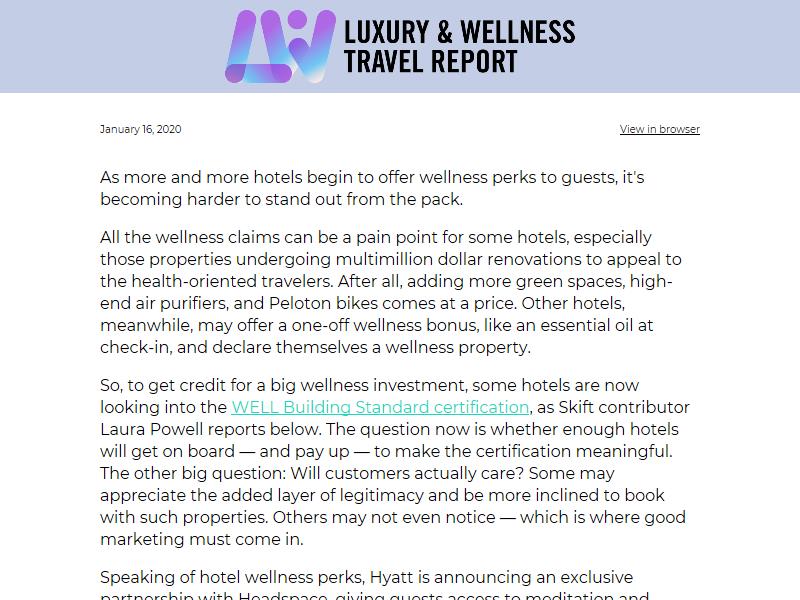 LUXURY & WELLNESS
TRAVEL REPORT
January 16, 2020
View in browser
As more and more hotels begin to offer wellness perks to guests, it's
becoming harder to stand out from the pack.
All the wellness claims can be a pain point for some hotels, especially
those properties undergoing multimillion dollar renovations to appeal to
the health-oriented travelers. After all, adding more green spaces, high-
end air purifiers, and Peloton bikes comes at a price. Other hotels,
meanwhile, may offer a one-off wellness bonus, like an essential oil at
check-in, and declare themselves a wellness property.
So, to get credit for a big wellness investment, some hotels are now
looking into the WELL Building Standard certification, as Skift contributor
Laura Powell reports below. The question now is whether enough hotels
will get on board — and pay up — to make the certification meaningful.
The other big question: Will customers actually care? Some may
appreciate the added layer of legitimacy and be more inclined to book
with such properties. Others may not even notice — which is where good
marketing must come in.
Speaking of hotel wellness perks, Hyatt is announcing an exclusive
partnership with Headspace, giving guests access to meditation and